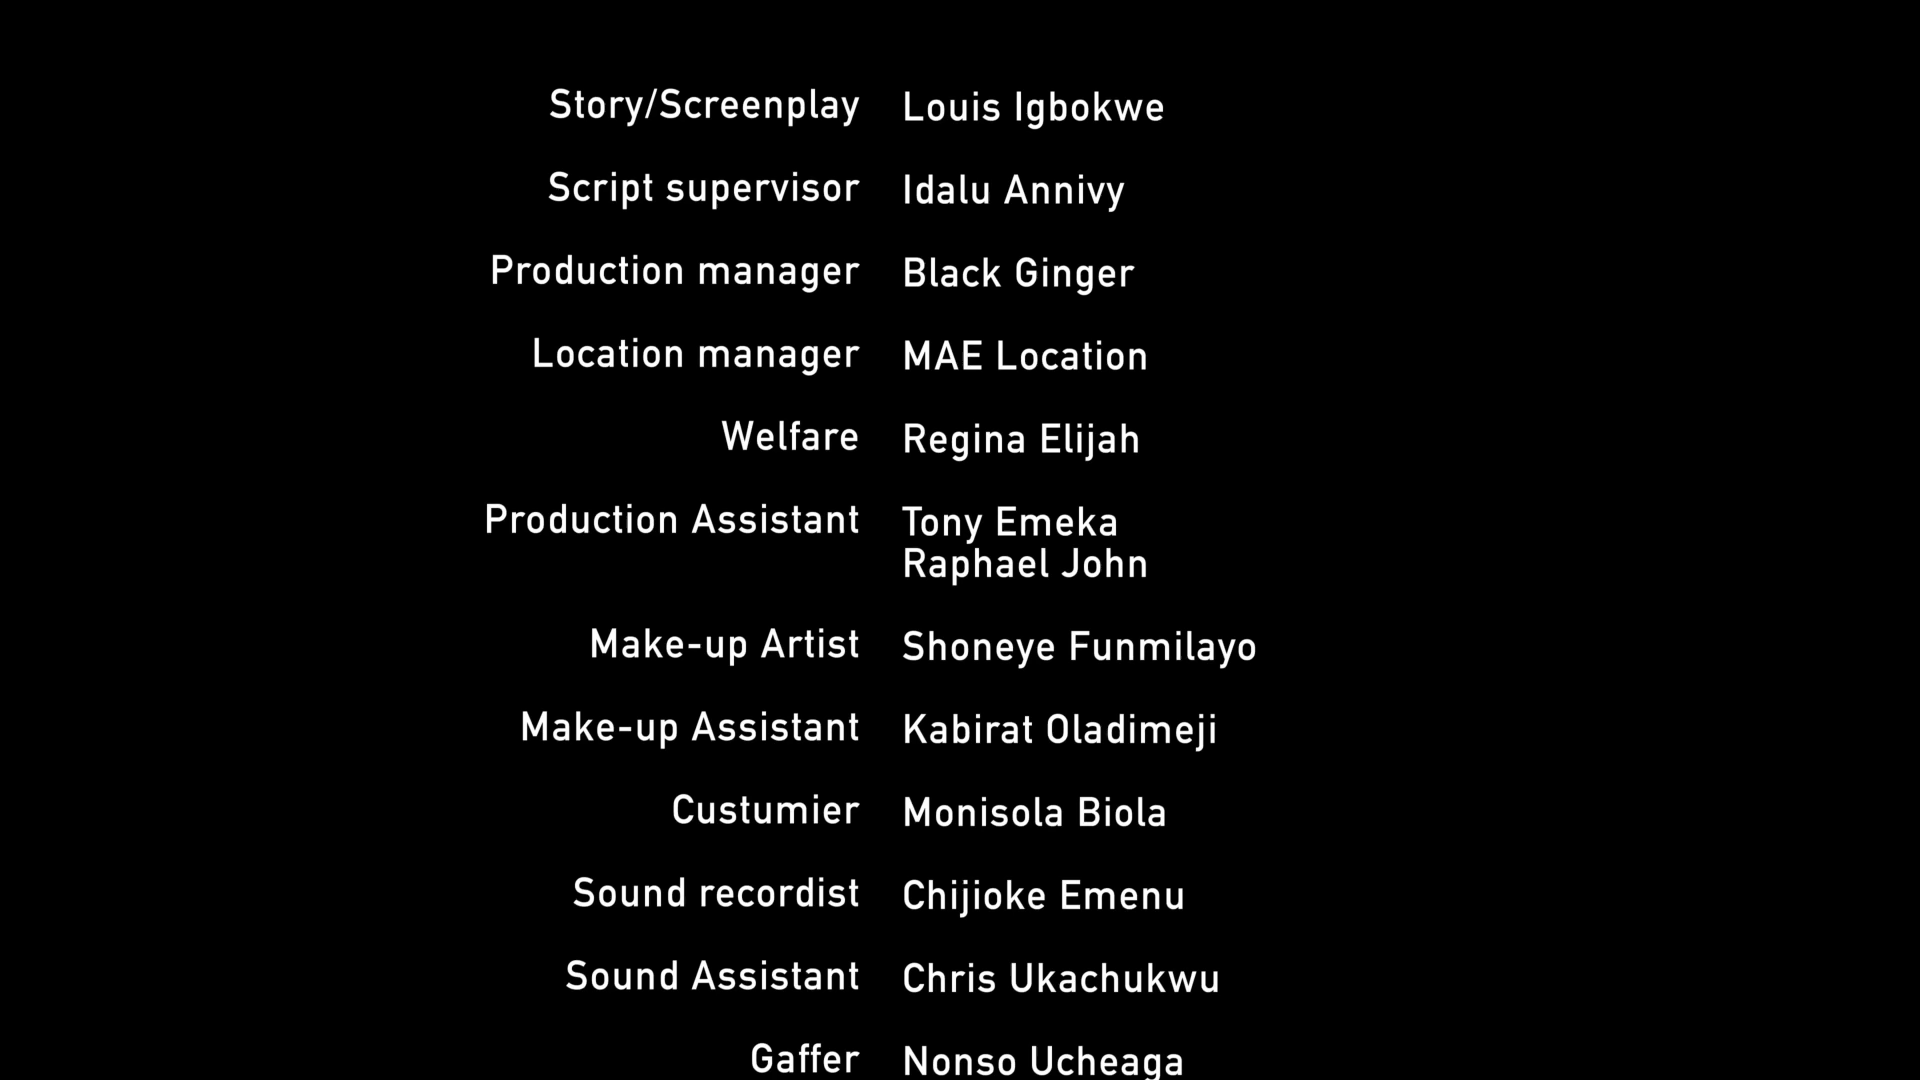 Story/Screenplay Louis Igbokwe
Script supervisor Idalu Annivy
Production manager Black Ginger
Location manager MAE Location
Welfare Regina Elijah
Production Assistant Tony Emeka
Raphael John
Make-up Artist Shoneye Funmilayo
Make-up Assistant Kabirat Oladimeji
Custumier Monisola Biola
Sound recordist Chijioke Emenu
Sound Assistant Chris Ukachukwu
Gaffer Nonso Ucheaga